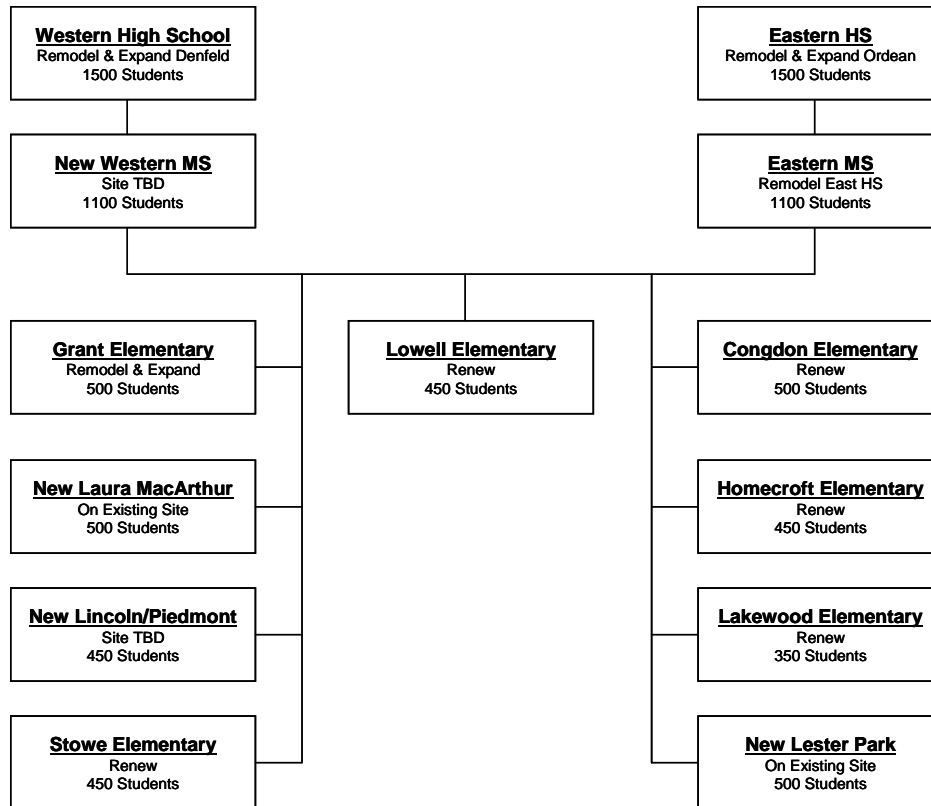 Western High School
Remodel & Expand Denfeld
1500 Students
Eastern HS
Remodel & Expand Ordean
1500 Students
New Western MS
Site TBD
1100 Students
Eastern MS
Remodel East HS
1100 Students
Grant Elementary
Remodel & Expand
500 Students
Lowell Elementary
Renew
450 Students
Congdon Elementary
Renew
500 Students
New Laura MacArthur
On Existing Site
500 Students
Homecroft Elementary
Renew
450 Students
New Lincoln/Piedmont
Site TBD
450 Students
Lakewood Elementary
Renew
350 Students
Stowe Elementary
Renew
450 Students
New Lester Park
On Existing Site
500 Students